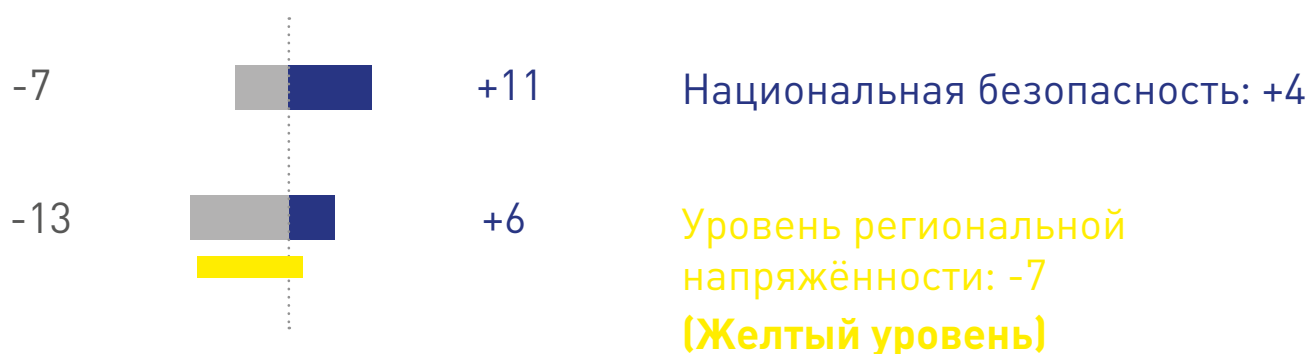 -7 +11 Национальная безопасность: +4
-13 +6 Уровень региональной
напряжённости: -7
(Желтый уровень)